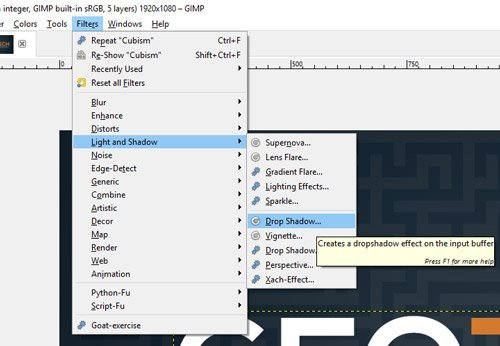 integer, GIMP built-in sRGB, 5 layers) 1920x1080 – GIMP
er Colors Tools Filters Windows Help
Repeat "Cubism" Ctrl+F
Re-Show "Cubism" Shift+Ctrl+F
Recently Used
Reset all Filters
Blur
Enhance
Distorts
Light and Shadow
Noise
Edge-Detect
Generic
Combine
Artistic
Decor
Map
Render
Web
Animation
Python-Fu
Script-Fu
Goat-exercise
Supernova...
Lens Flare...
Gradient Flare...
Lighting Effects...
Sparkle...
Drop Shadow...
Vignette...
Drop Shadow...
Perspective...
Xach-Effect...
Creates a dropshadow effect on the input buffer
Press F1 for more help
0
500
750